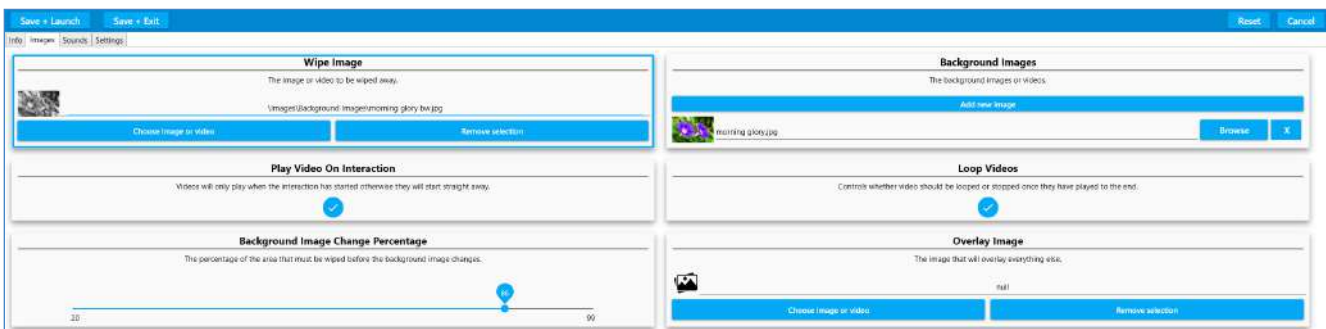 Save + Launch Save + Exit Reset Cancel
Info Images Sounds Settings
Wipe Image
The image or video to be wiped away.
\Images\Background Images\morning glory bw.jpg
Choose image or video Remove selection
Background Images
The background images or videos.
Add new image
morning glory.jpg Browse X
Play Video On Interaction
Videos will only play when the interaction has started otherwise they will start straight away.
Loop Videos
Controls whether video should be looped or stopped once they have played to the end.
Background Image Change Percentage
The percentage of the area that must be wiped before the background image changes.
20 99
Overlay Image
The image that will overlay everything else.
null
Choose image or video Remove selection